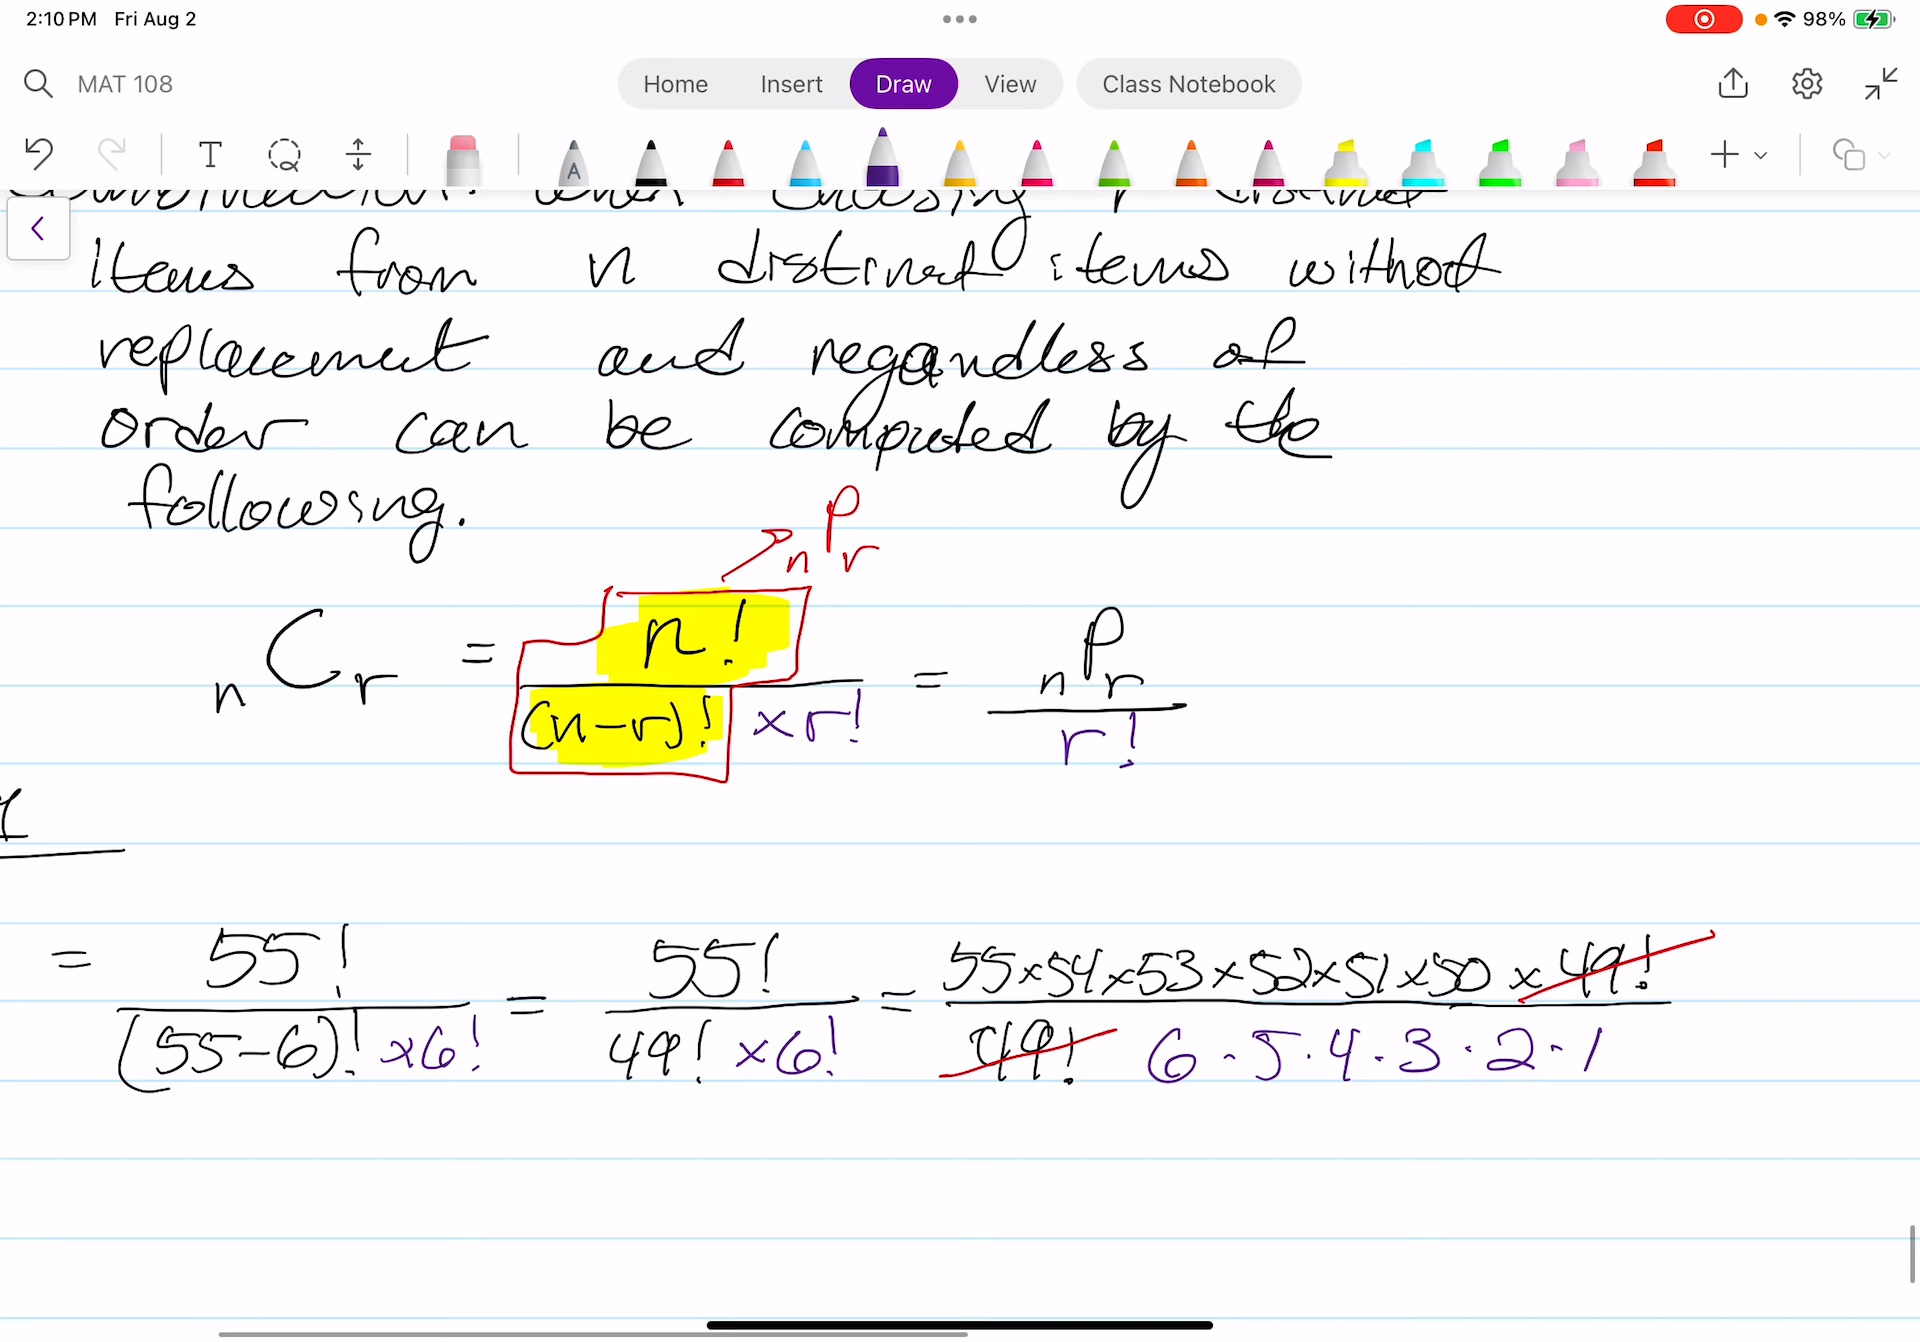 2:10 PM Fri Aug 2 98%
MAT 108 Home Insert Draw View Class Notebook
T A
choosing r distinct
items from n distinct items without
replacement and regardless of
order can be computed by the
following.
nPr
nCr = n! / (n-r)! × r! = nPr / r!
= 55! / (55-6)! ×6! = 55! / 49! ×6! = 55×54×53×52×51×50 × 49! / 49! 6·5·4·3·2·1